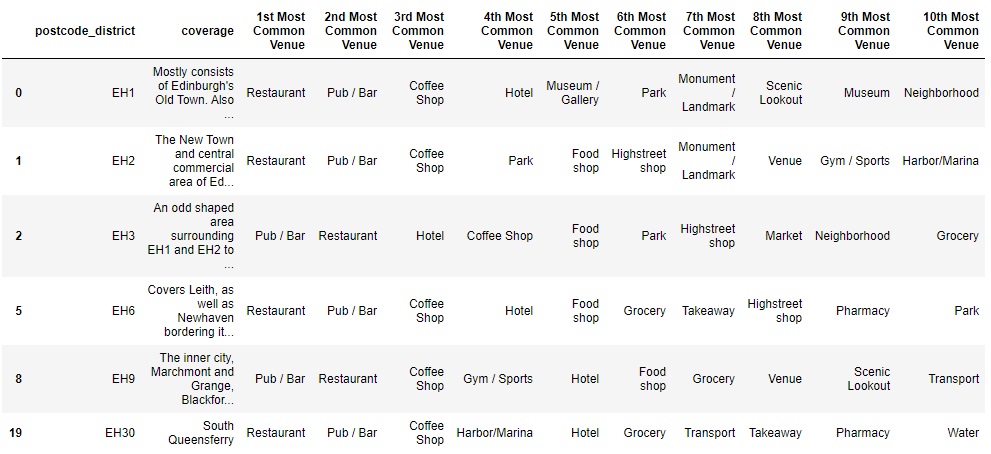 postcode_district coverage 1st Most Common Venue 2nd Most Common Venue 3rd Most Common Venue 4th Most Common Venue 5th Most Common Venue 6th Most Common Venue 7th Most Common Venue 8th Most Common Venue 9th Most Common Venue 10th Most Common Venue
0 EH1 Mostly consists of Edinburgh's Old Town. Also ... Restaurant Pub / Bar Coffee Shop Hotel Museum / Gallery Park Monument / Landmark Scenic Lookout Museum Neighborhood
1 EH2 The New Town and central commercial area of Ed... Restaurant Pub / Bar Coffee Shop Park Food shop Highstreet shop Monument / Landmark Venue Gym / Sports Harbor/Marina
2 EH3 An odd shaped area surrounding EH1 and EH2 to ... Pub / Bar Restaurant Hotel Coffee Shop Food shop Park Highstreet shop Market Neighborhood Grocery
5 EH6 Covers Leith, as well as Newhaven bordering it... Restaurant Pub / Bar Coffee Shop Hotel Food shop Grocery Takeaway Highstreet shop Pharmacy Park
8 EH9 The inner city, Marchmont and Grange, Blackfor... Pub / Bar Restaurant Coffee Shop Gym / Sports Hotel Food shop Grocery Venue Scenic Lookout Transport
19 EH30 South Queensferry Restaurant Pub / Bar Coffee Shop Harbor/Marina Hotel Grocery Transport Takeaway Pharmacy Water